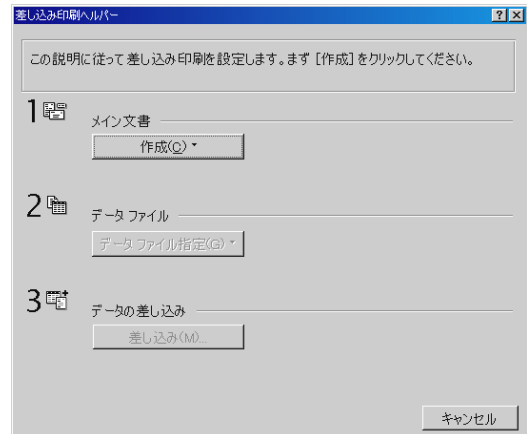 差し込み印刷ヘルパー
この説明に従って差し込み印刷を設定します。まず [作成] をクリックしてください。
1
メイン文書
作成(C)
2
データ ファイル
データ ファイル指定(G)
3
データの差し込み
差し込み(M)...
キャンセル